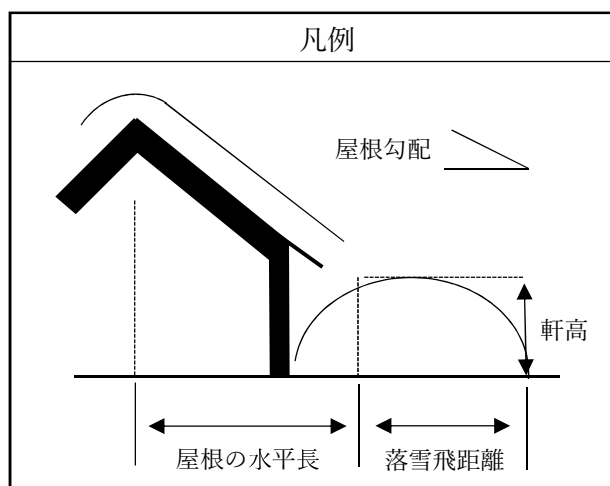 凡例
屋根勾配
軒高
屋根の水平長
落雪飛距離